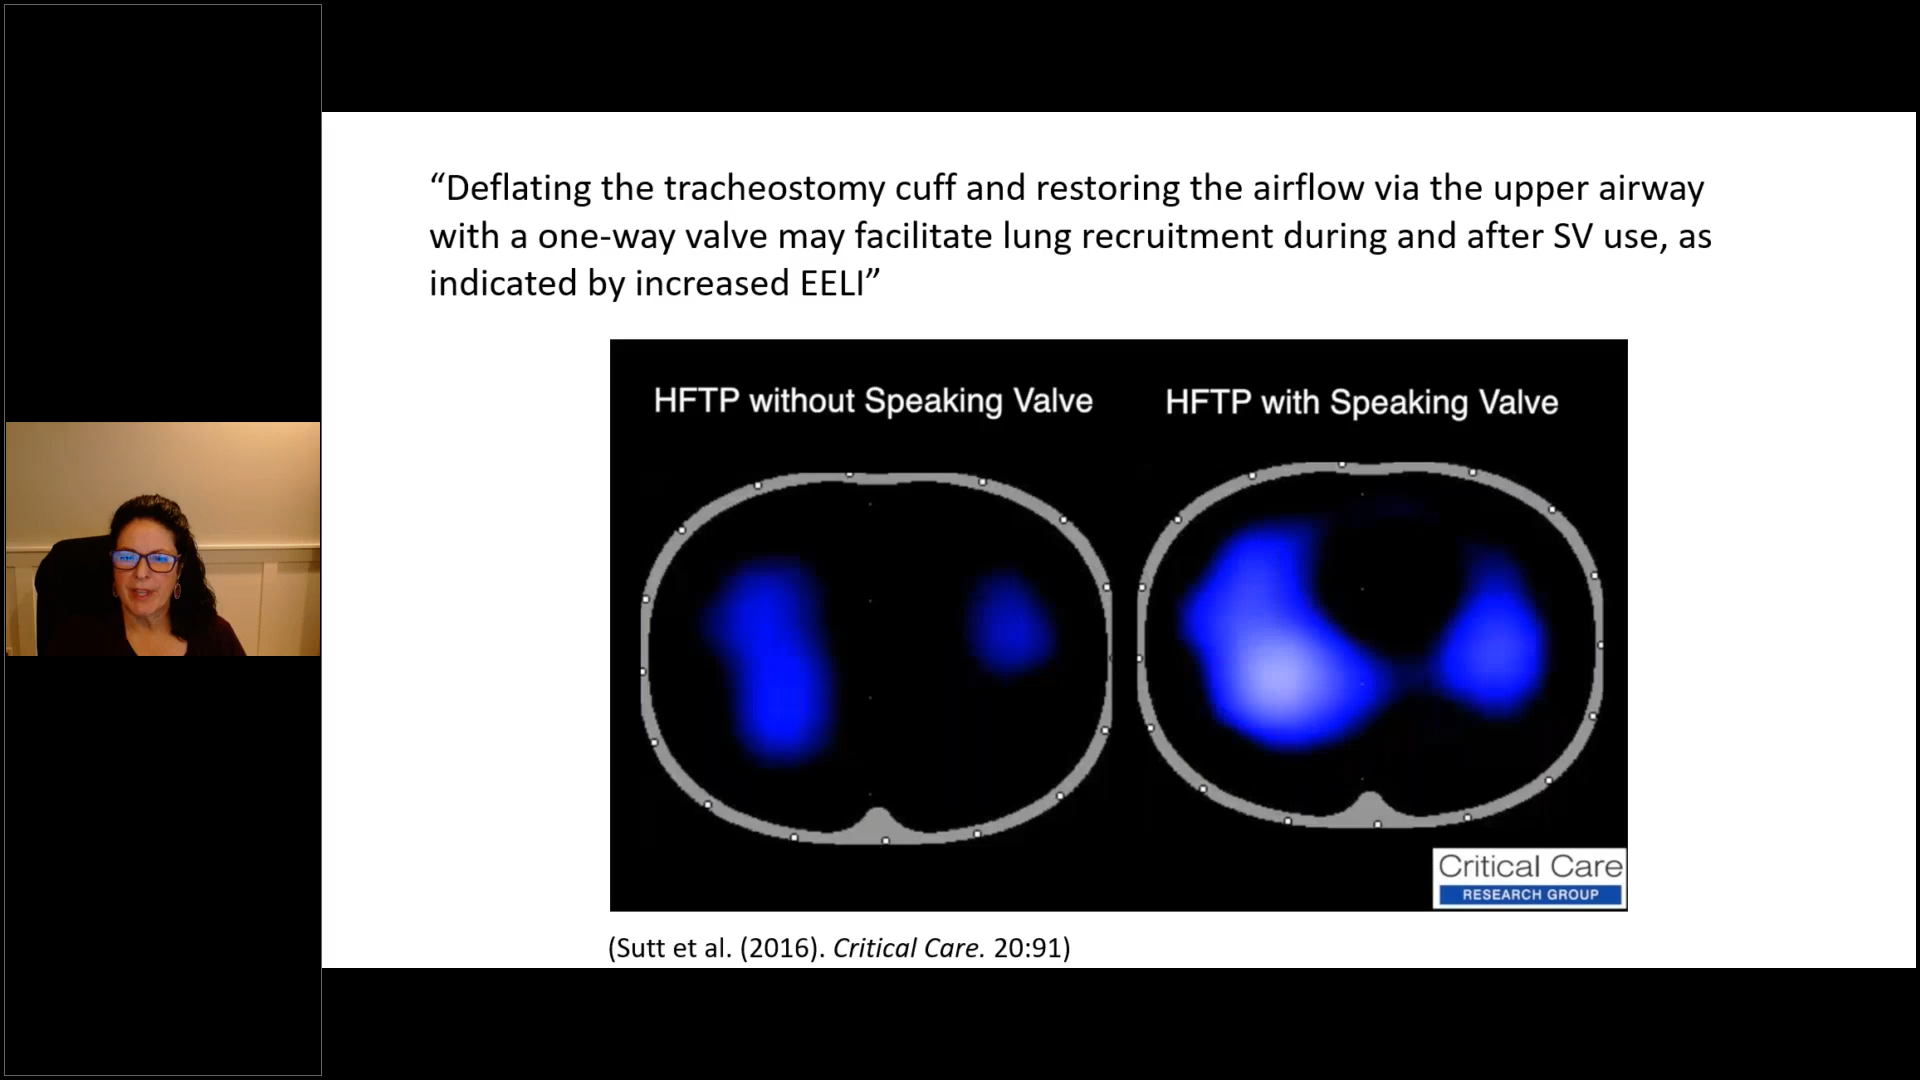 “Deflating the tracheostomy cuff and restoring the airflow via the upper airway
with a one-way valve may facilitate lung recruitment during and after SV use, as
indicated by increased EELI”
HFTP without Speaking Valve
HFTP with Speaking Valve
Critical Care
RESEARCH GROUP
(Sutt et al. (2016). Critical Care. 20:91)